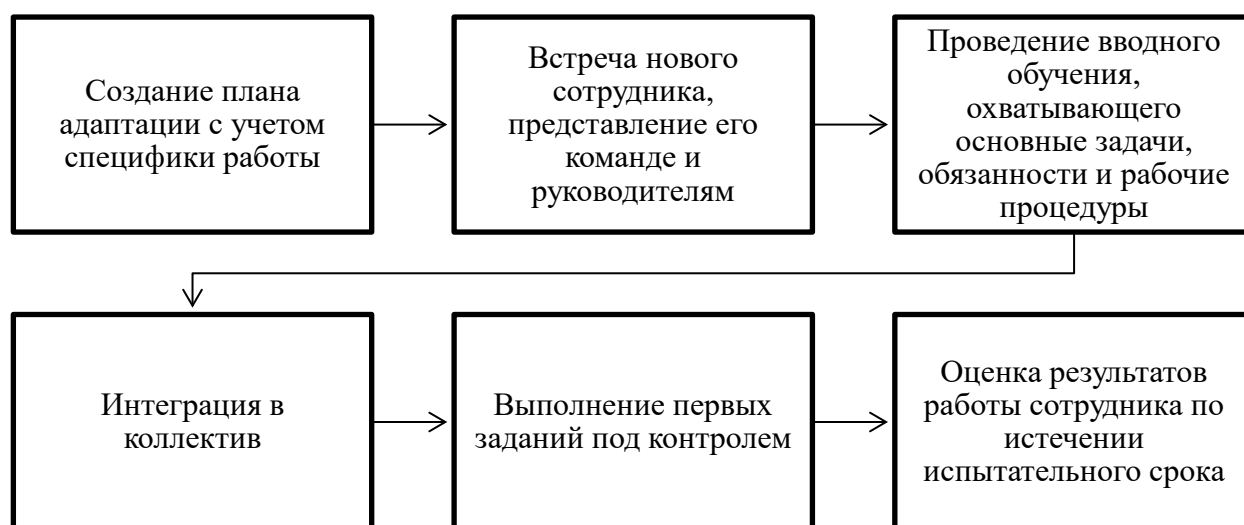 Создание плана
адаптации с учетом
специфики работы
Встреча нового
сотрудника,
представление его
команде и
руководителям
Проведение вводного
обучения,
охватывающего
основные задачи,
обязанности и рабочие
процедуры
Интеграция в
коллектив
Выполнение первых
заданий под контролем
Оценка результатов
работы сотрудника по
истечении
испытательного срока